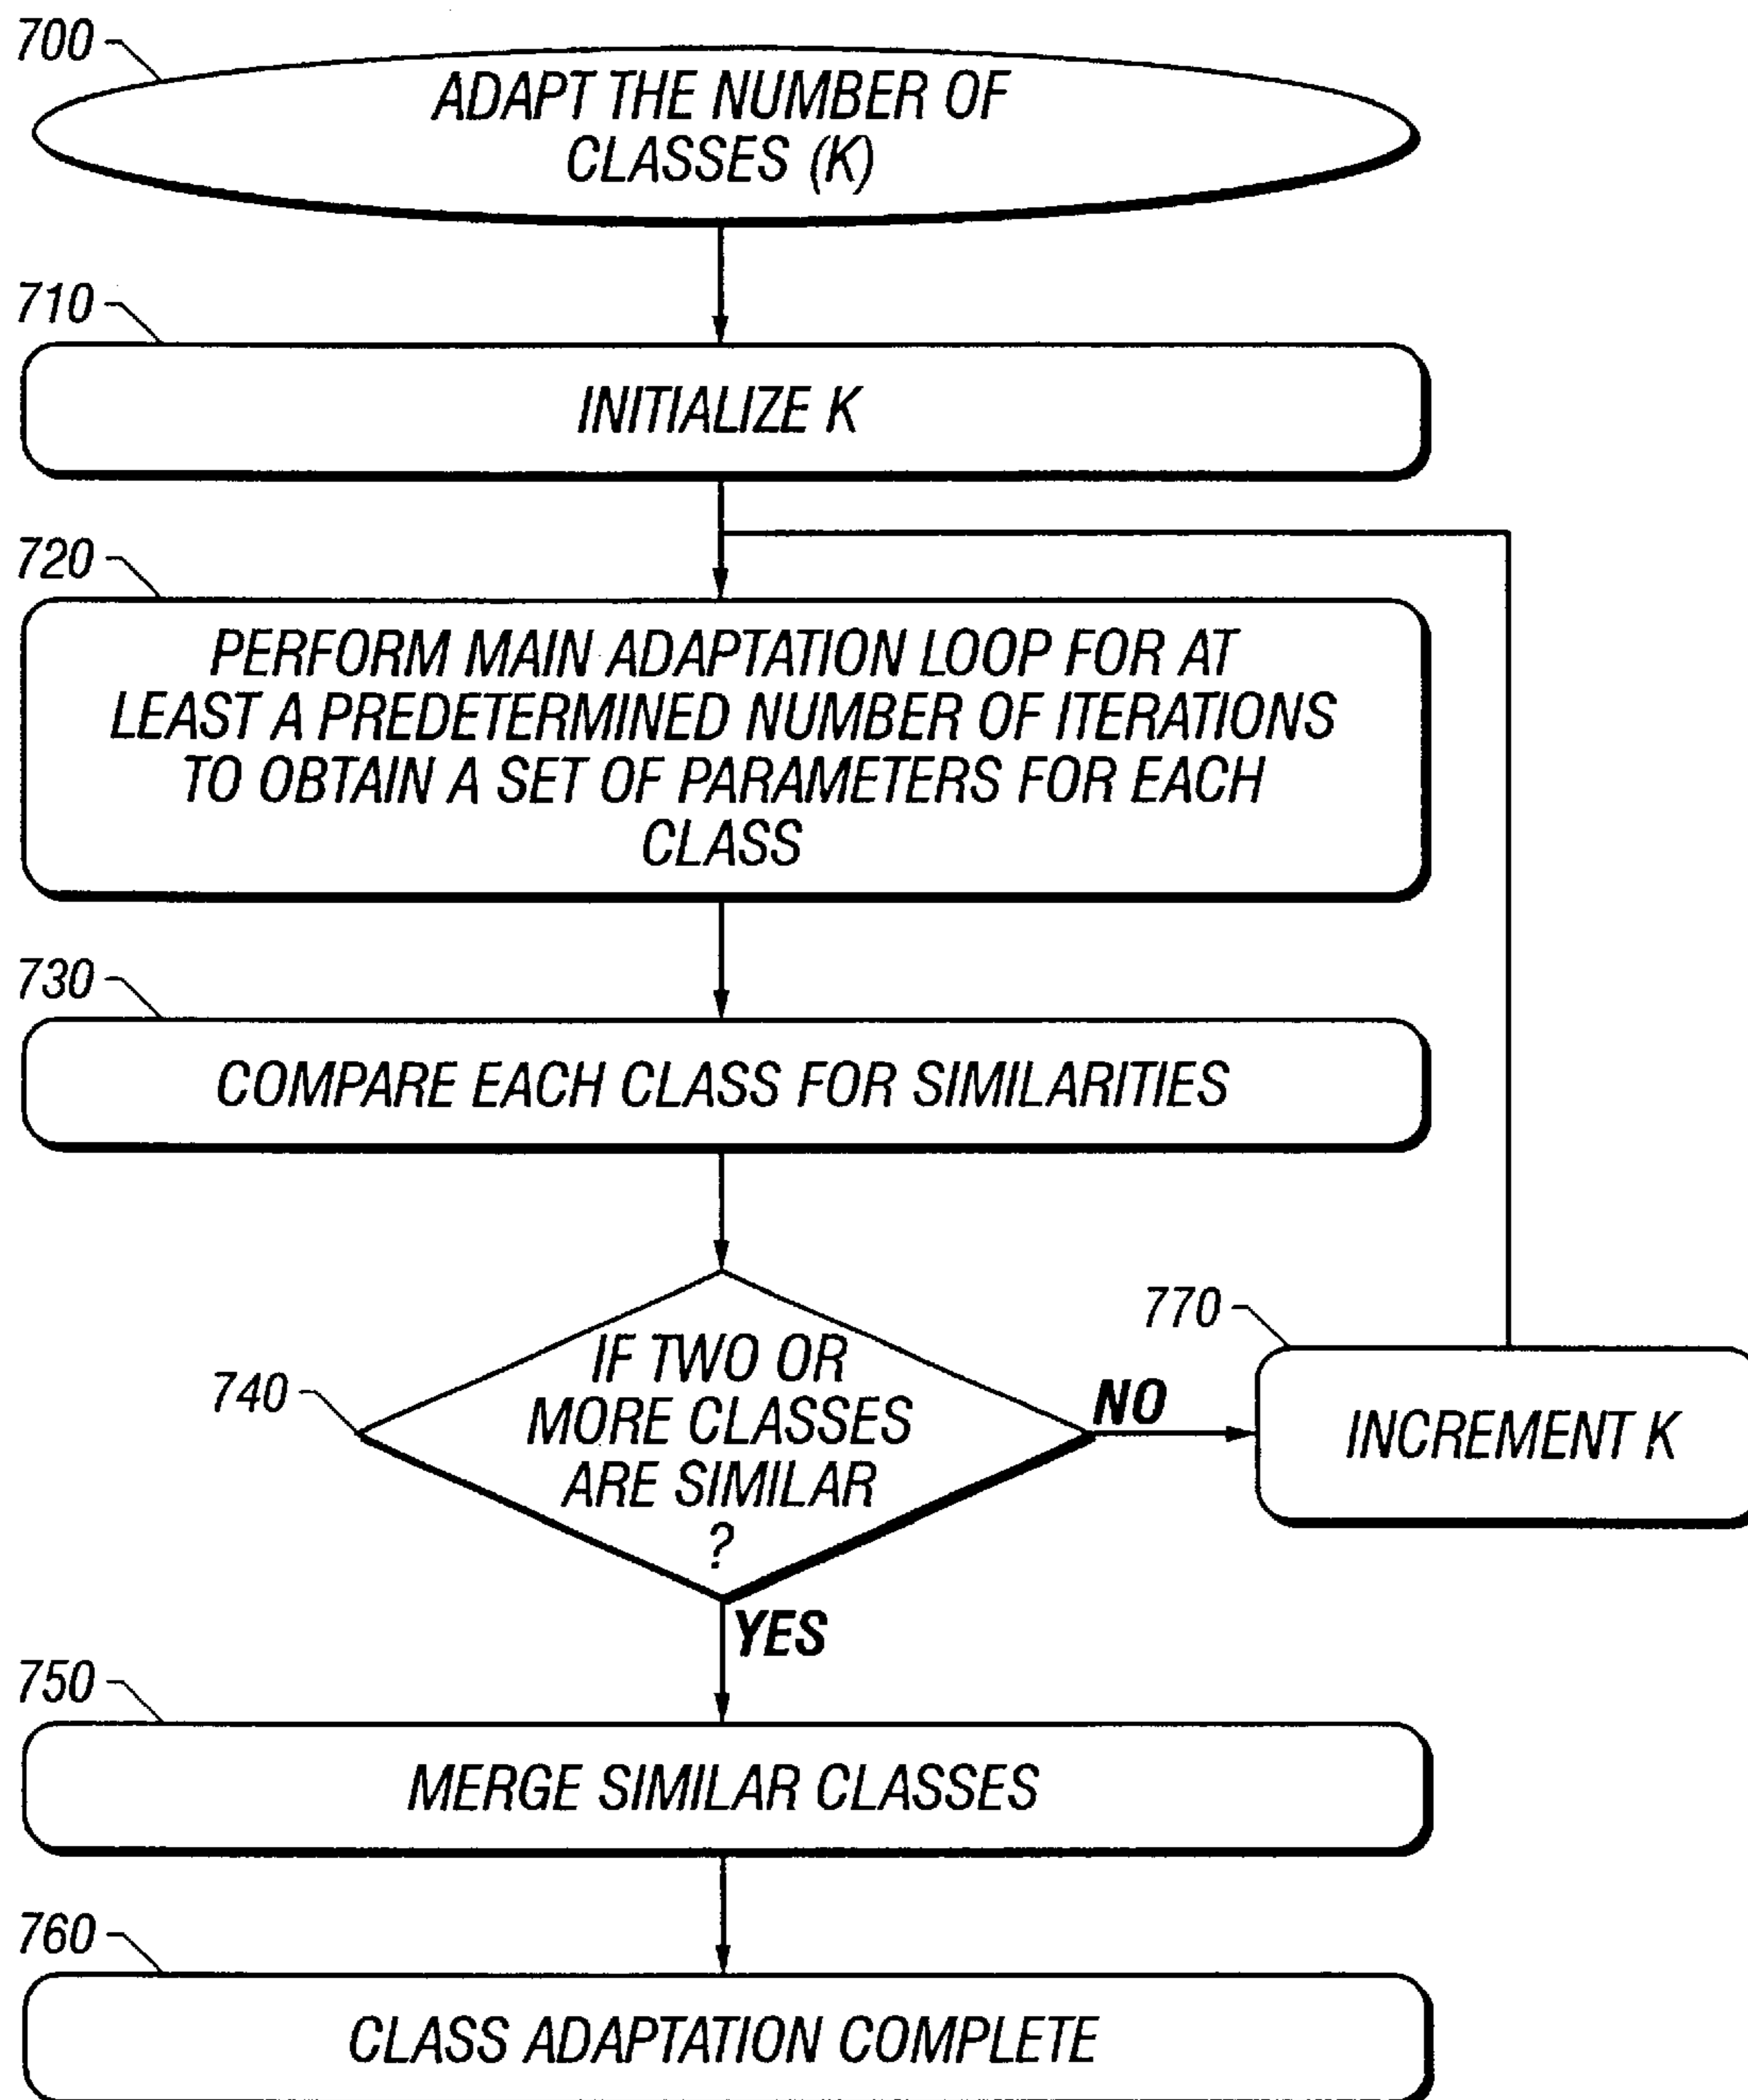 700
ADAPT THE NUMBER OF
CLASSES (K)
710
INITIALIZE K
720
PERFORM MAIN ADAPTATION LOOP FOR AT
LEAST A PREDETERMINED NUMBER OF ITERATIONS
TO OBTAIN A SET OF PARAMETERS FOR EACH
CLASS
730
COMPARE EACH CLASS FOR SIMILARITIES
740
IF TWO OR
MORE CLASSES
ARE SIMILAR
?
NO
770
INCREMENT K
YES
750
MERGE SIMILAR CLASSES
760
CLASS ADAPTATION COMPLETE